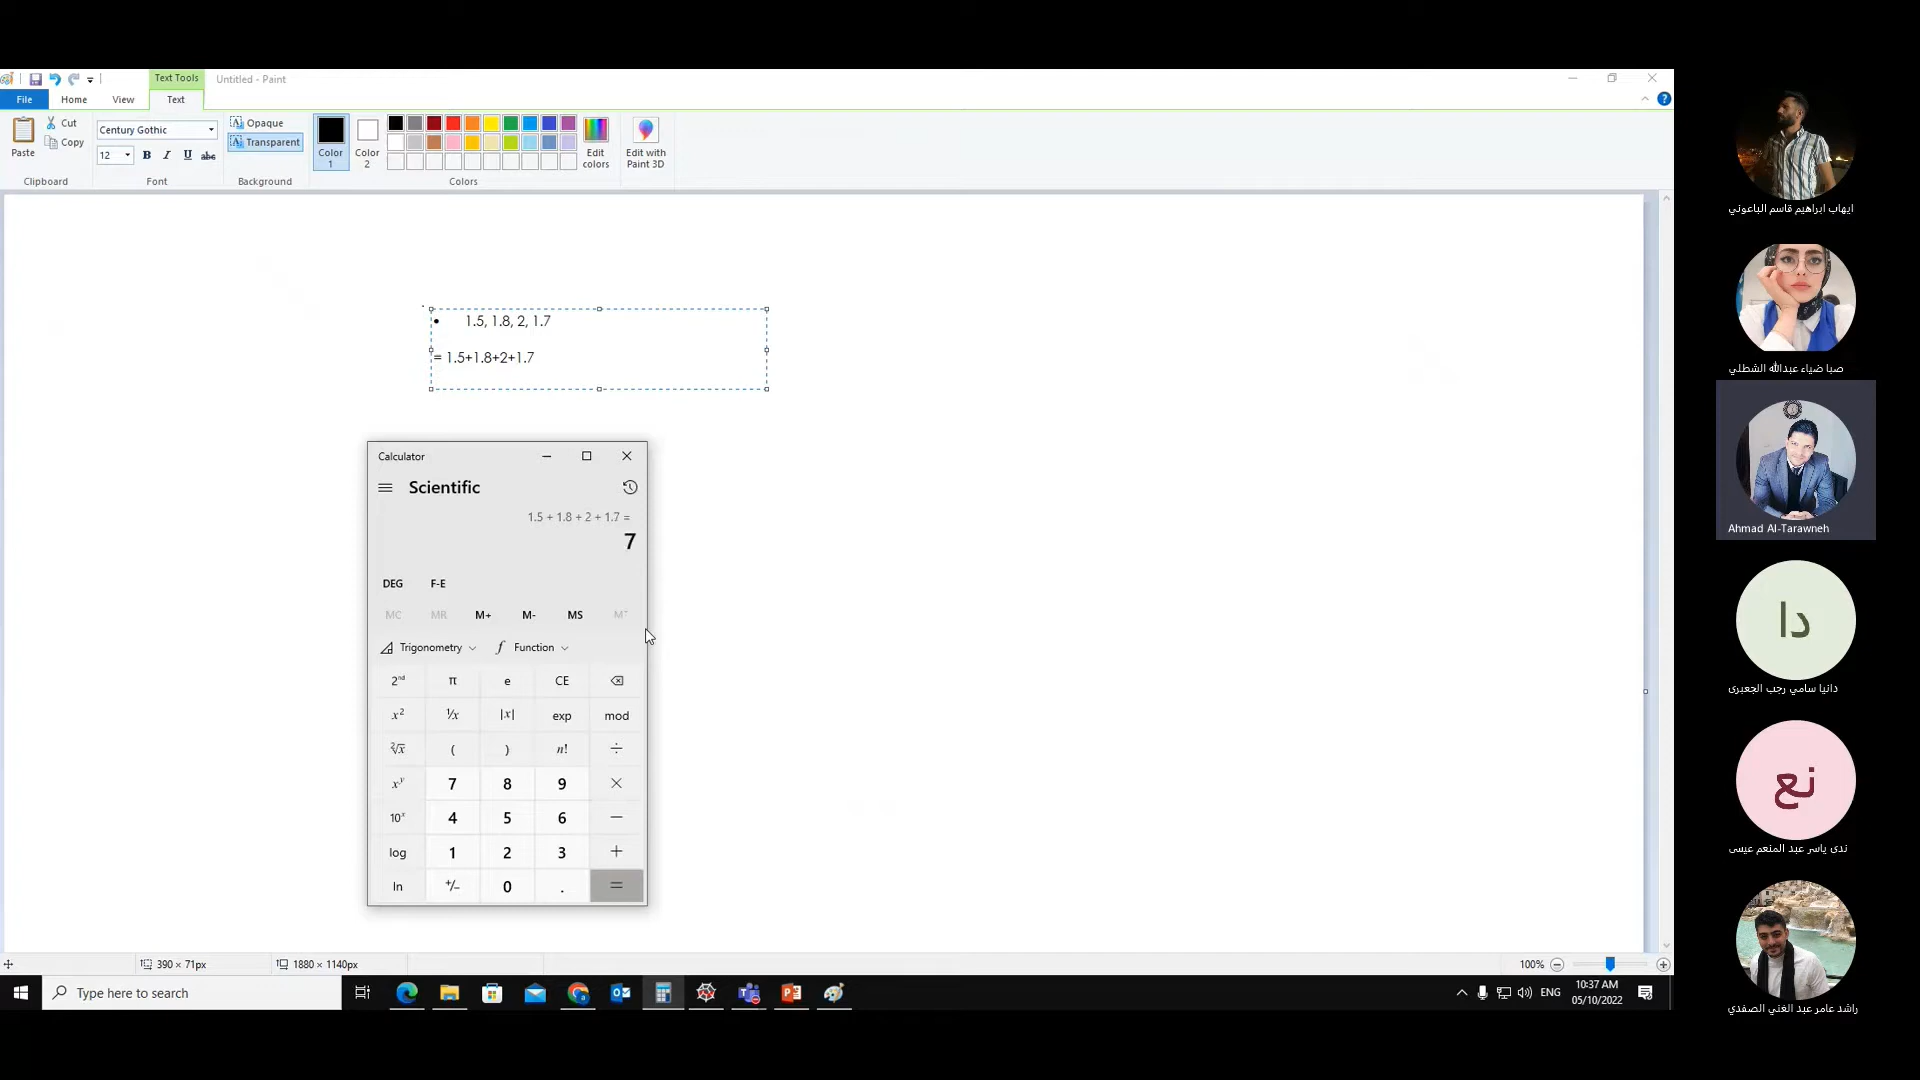 Text Tools
Untitled - Paint
File
Home
View
Text
Paste
Cut
Copy
Clipboard
Century Gothic
12
B
I
U
abc
Font
Opaque
Transparent
Background
Color 1
Color 2
Colors
Edit colors
Edit with Paint 3D
• 1.5, 1.8, 2, 1.7
= 1.5+1.8+2+1.7
Calculator
Scientific
1.5 + 1.8 + 2 + 1.7 =
7
DEG F-E
MC MR M+ M- MS M˅
Trigonometry
f Function
2ⁿᵈ π e CE
x² ¹/x |x| exp mod
²√x ( ) n! ÷
xʸ 7 8 9 ×
10ˣ 4 5 6 −
log 1 2 3 +
ln +/− 0 . =
390 × 71px
1880 × 1140px
100%
Type here to search
ENG
10:37 AM
05/10/2022
ايهاب ابراهيم قاسم الباعوني
صبا ضياء عبدالله الشطلي
Ahmad Al-Tarawneh
دا
دانيا سامي رجب الجعبرى
نع
ندى ياسر عبد المنعم عيسى
راشد عامر عبد الغني الصفدي